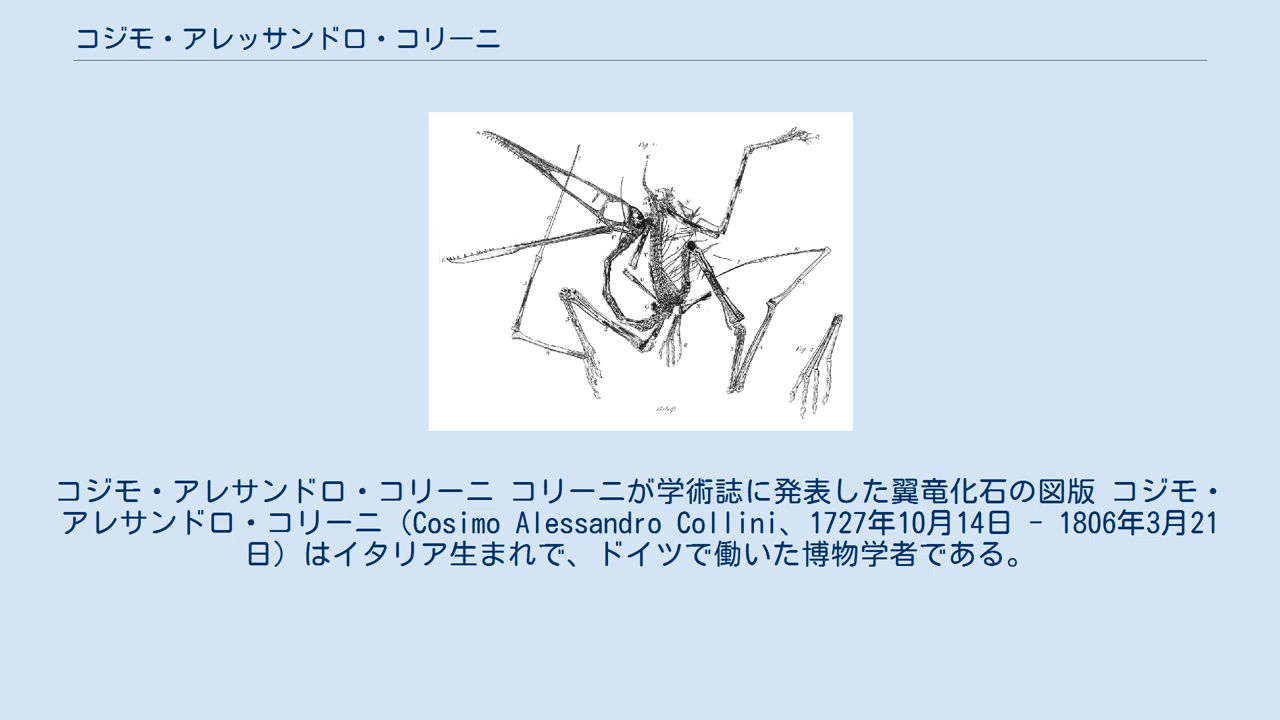 コジモ・アレッサンドロ・コリーニ
Fig 1.
Fig. 2.
コジモ・アレサンドロ・コリーニ コリーニが学術誌に発表した翼竜化石の図版 コジモ・
アレサンドロ・コリーニ（Cosimo Alessandro Collini、1727年10月14日 - 1806年3月21
日）はイタリア生まれで、ドイツで働いた博物学者である。